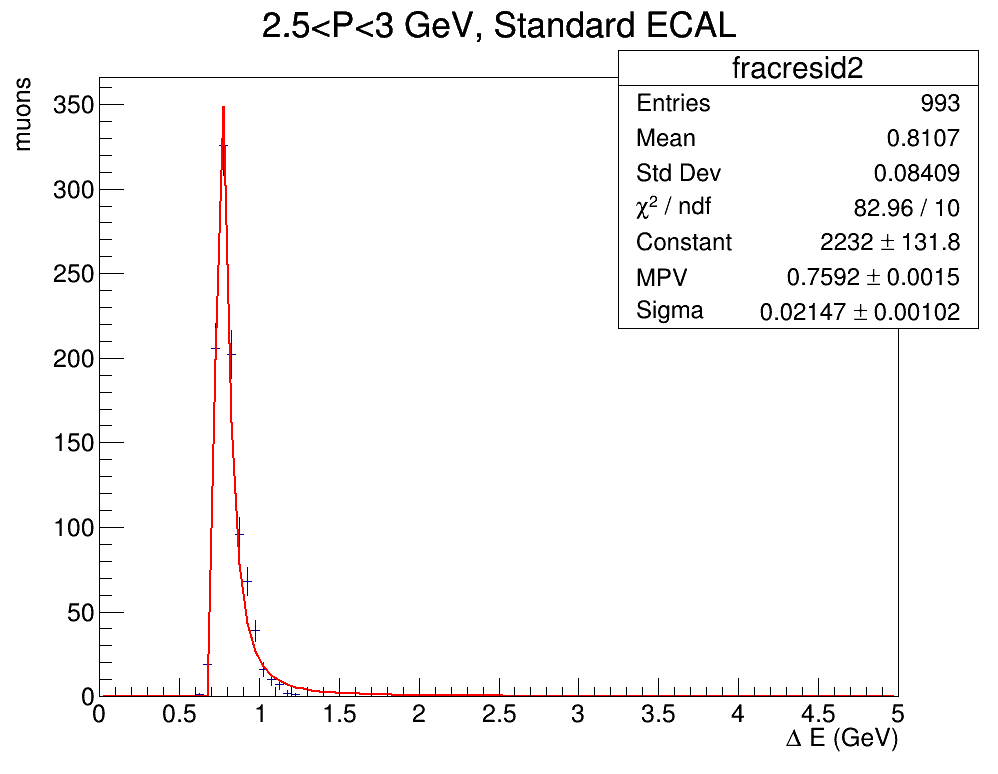 2.5<P<3 GeV, Standard ECAL
fracresid2
Entries 993
Mean 0.8107
Std Dev 0.08409
χ² / ndf 82.96 / 10
Constant 2232 ± 131.8
MPV 0.7592 ± 0.0015
Sigma 0.02147 ± 0.00102
muons
350
300
250
200
150
100
50
0
0 0.5 1 1.5 2 2.5 3 3.5 4 4.5 5
Δ E (GeV)